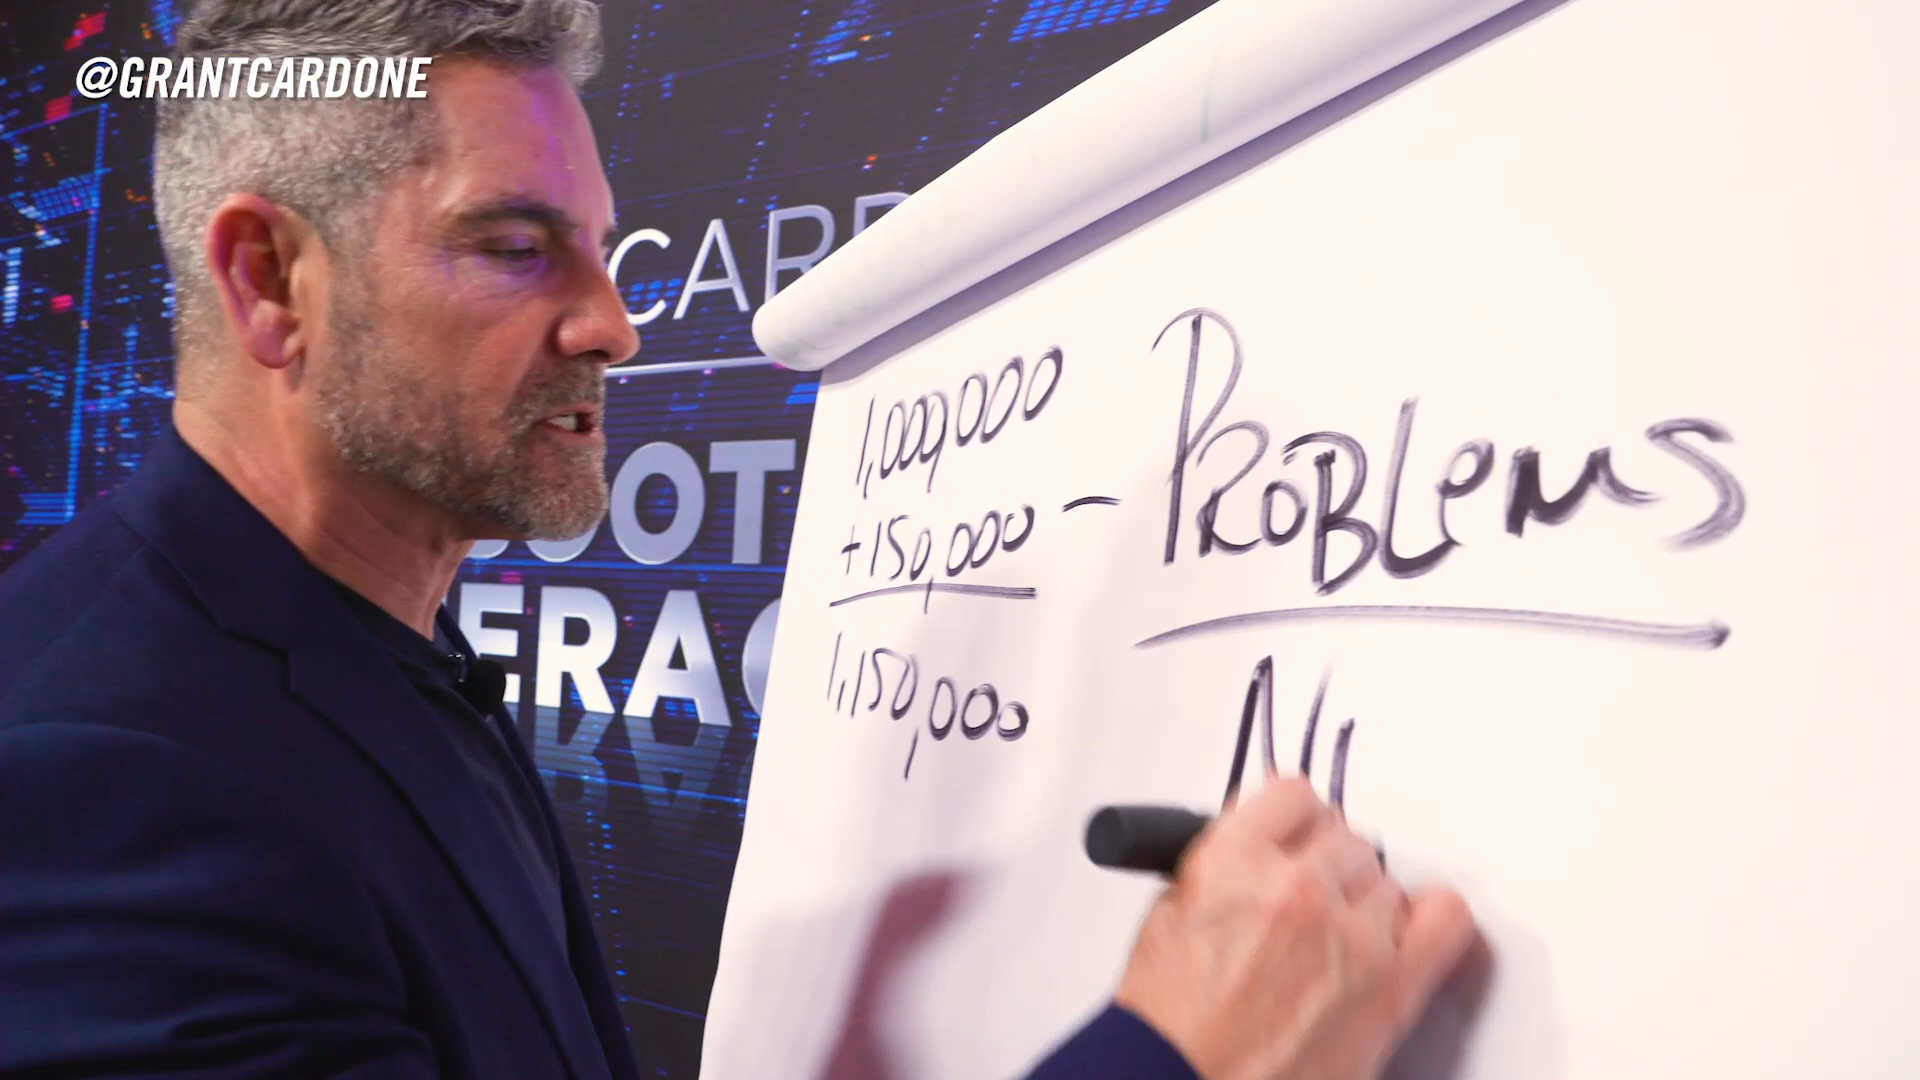 @GRANTCARDONE
CARD
OOT
ERAC
1,000,000
+150,000 — PROBLEMS
1,150,000